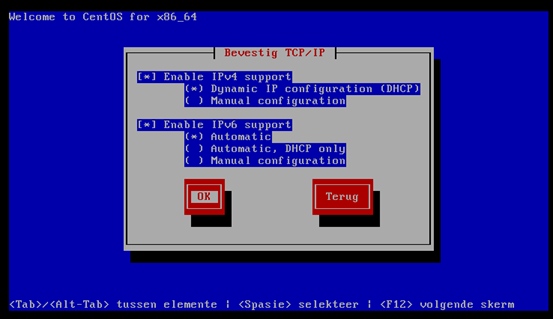 Welcome to CentOS for x86_64
Bevestig TCP/IP
[*] Enable IPv4 support
(*) Dynamic IP configuration (DHCP)
( ) Manual configuration
[*] Enable IPv6 support
(*) Automatic
( ) Automatic, DHCP only
( ) Manual configuration
OK Terug
<Tab>/<Alt-Tab> tussen elemente | <Spasie> selekteer | <F12> volgende skerm